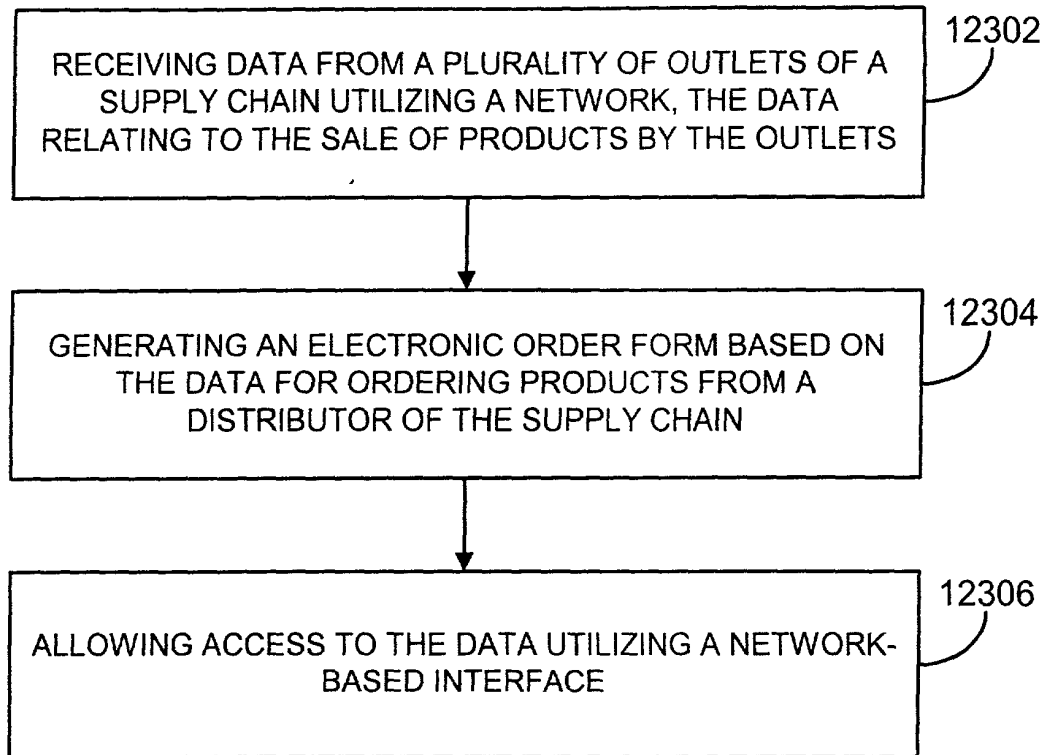 12302
RECEIVING DATA FROM A PLURALITY OF OUTLETS OF A
SUPPLY CHAIN UTILIZING A NETWORK, THE DATA
RELATING TO THE SALE OF PRODUCTS BY THE OUTLETS
12304
GENERATING AN ELECTRONIC ORDER FORM BASED ON
THE DATA FOR ORDERING PRODUCTS FROM A
DISTRIBUTOR OF THE SUPPLY CHAIN
12306
ALLOWING ACCESS TO THE DATA UTILIZING A NETWORK-
BASED INTERFACE